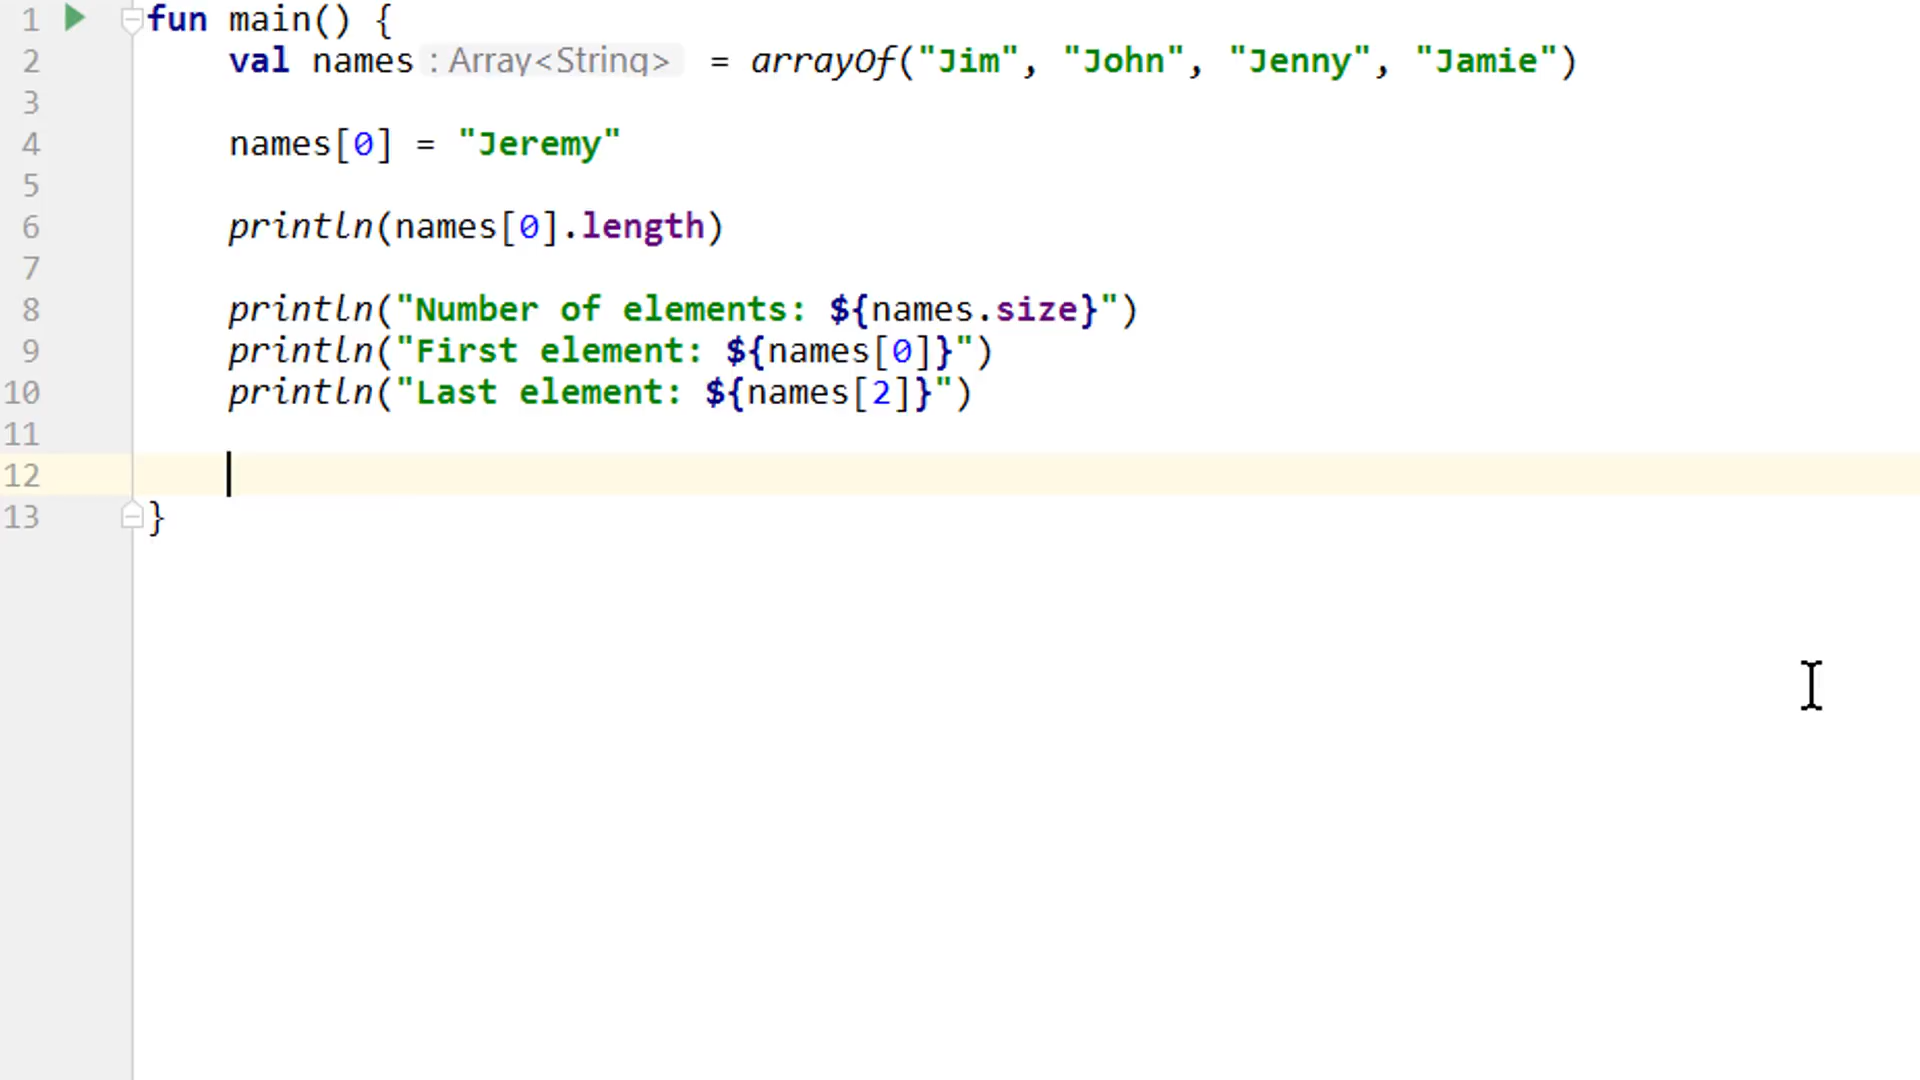 1 fun main() {
2 val names : Array<String> = arrayOf("Jim", "John", "Jenny", "Jamie")
3
4 names[0] = "Jeremy"
5
6 println(names[0].length)
7
8 println("Number of elements: ${names.size}")
9 println("First element: ${names[0]}")
10 println("Last element: ${names[2]}")
11
12
13 }